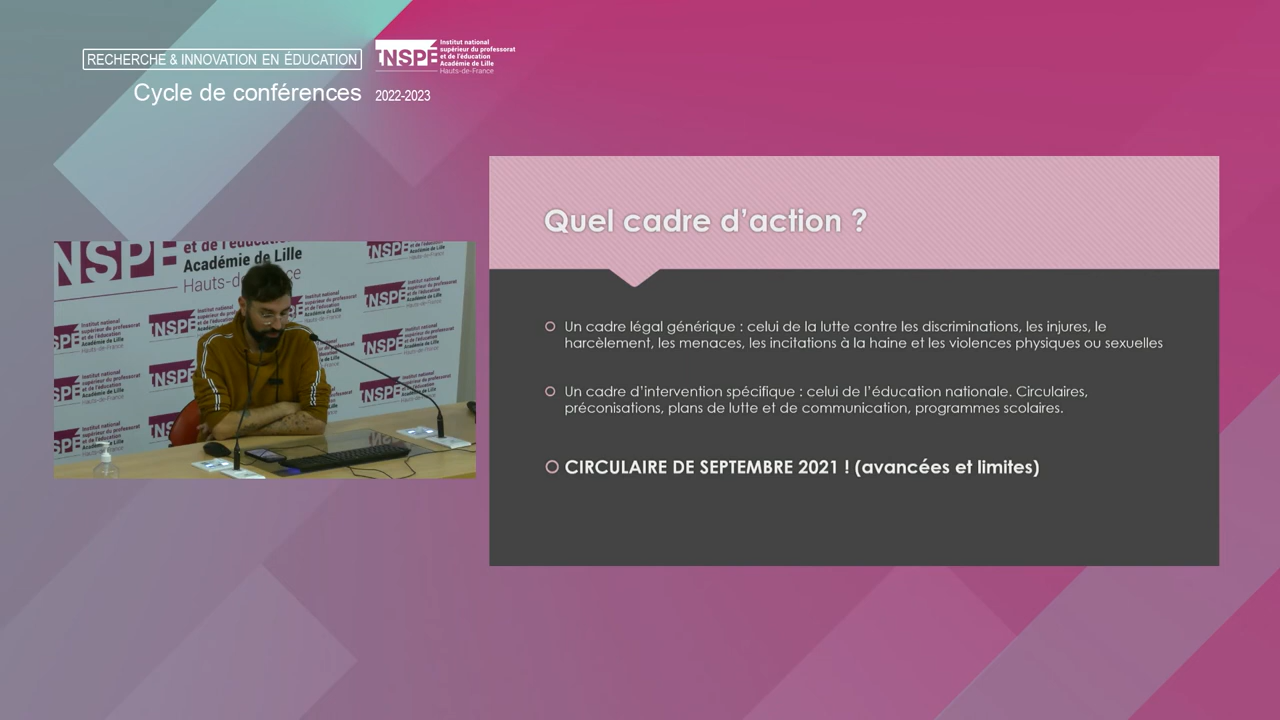 RECHERCHE & INNOVATION EN ÉDUCATION
Cycle de conférences 2022-2023
INSPÉ
Institut national
supérieur du professorat
et de l'éducation
Académie de Lille
Hauts-de-France
Quel cadre d'action ?
Un cadre légal générique : celui de la lutte contre les discriminations, les injures, le
harcèlement, les menaces, les incitations à la haine et les violences physiques ou sexuelles
Un cadre d'intervention spécifique : celui de l'éducation nationale. Circulaires,
préconisations, plans de lutte et de communication, programmes scolaires.
CIRCULAIRE DE SEPTEMBRE 2021 ! (avancées et limites)
NSPÉ
et de l'éducation
Académie de Lille
Hauts-de